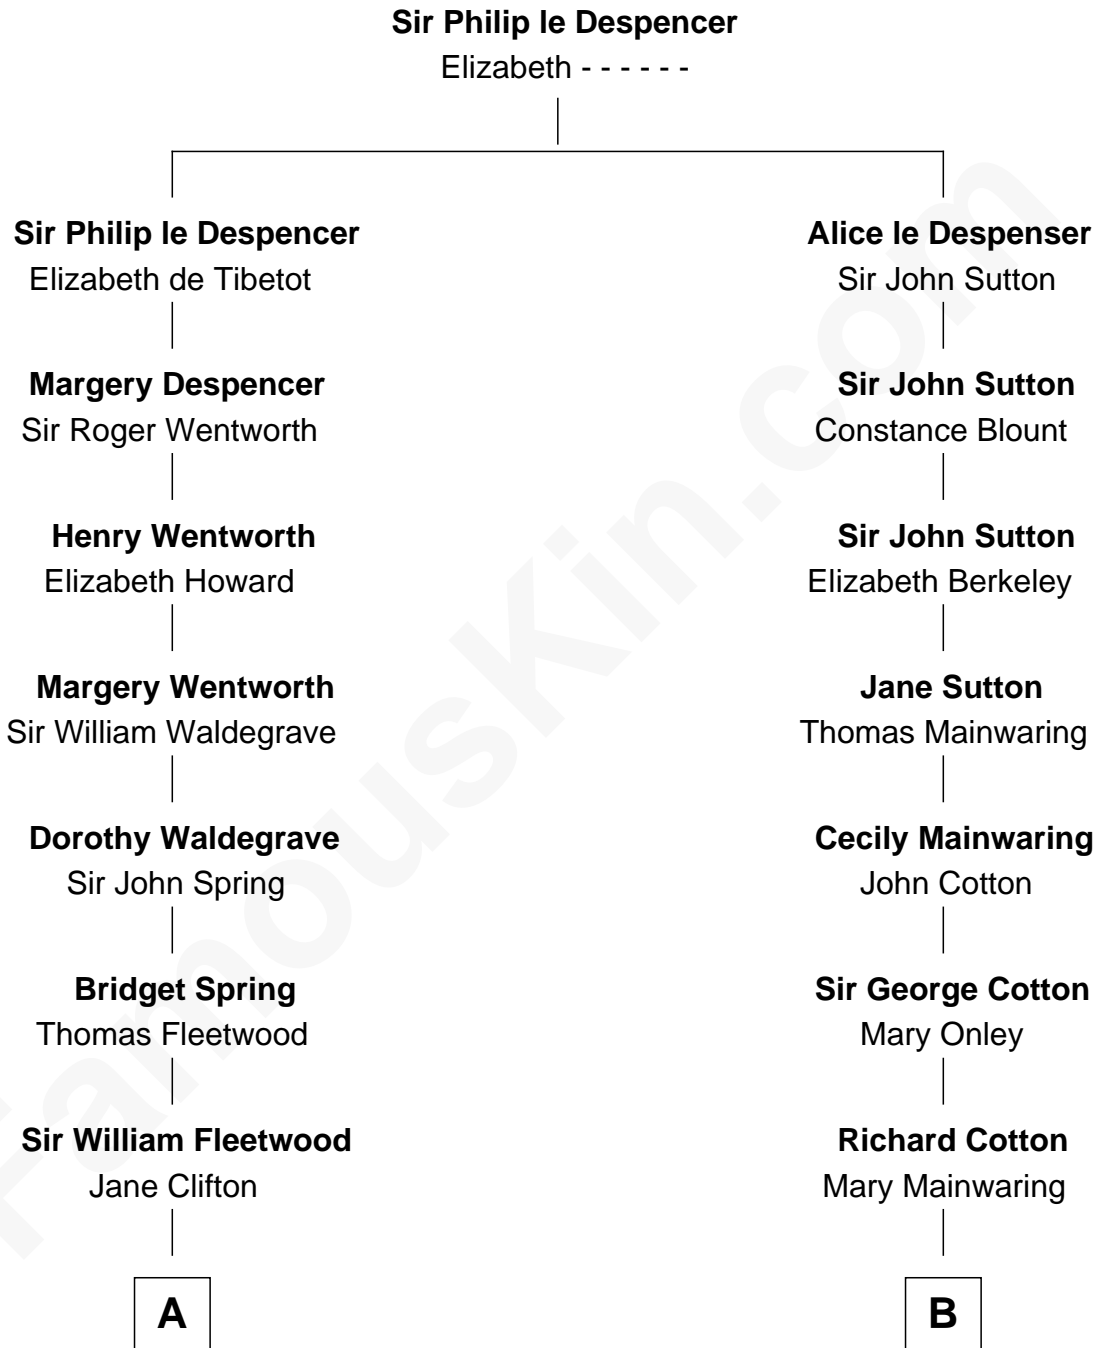 Sir Philip le Despencer
Elizabeth - - - - - -
Sir Philip le Despencer
Elizabeth de Tibetot
Alice le Despenser
Sir John Sutton
Margery Despencer
Sir Roger Wentworth
Sir John Sutton
Constance Blount
Henry Wentworth
Elizabeth Howard
Sir John Sutton
Elizabeth Berkeley
Margery Wentworth
Sir William Waldegrave
Jane Sutton
Thomas Mainwaring
Dorothy Waldegrave
Sir John Spring
Cecily Mainwaring
John Cotton
Bridget Spring
Thomas Fleetwood
Sir George Cotton
Mary Onley
Sir William Fleetwood
Jane Clifton
Richard Cotton
Mary Mainwaring
A
B
FamousKin.com